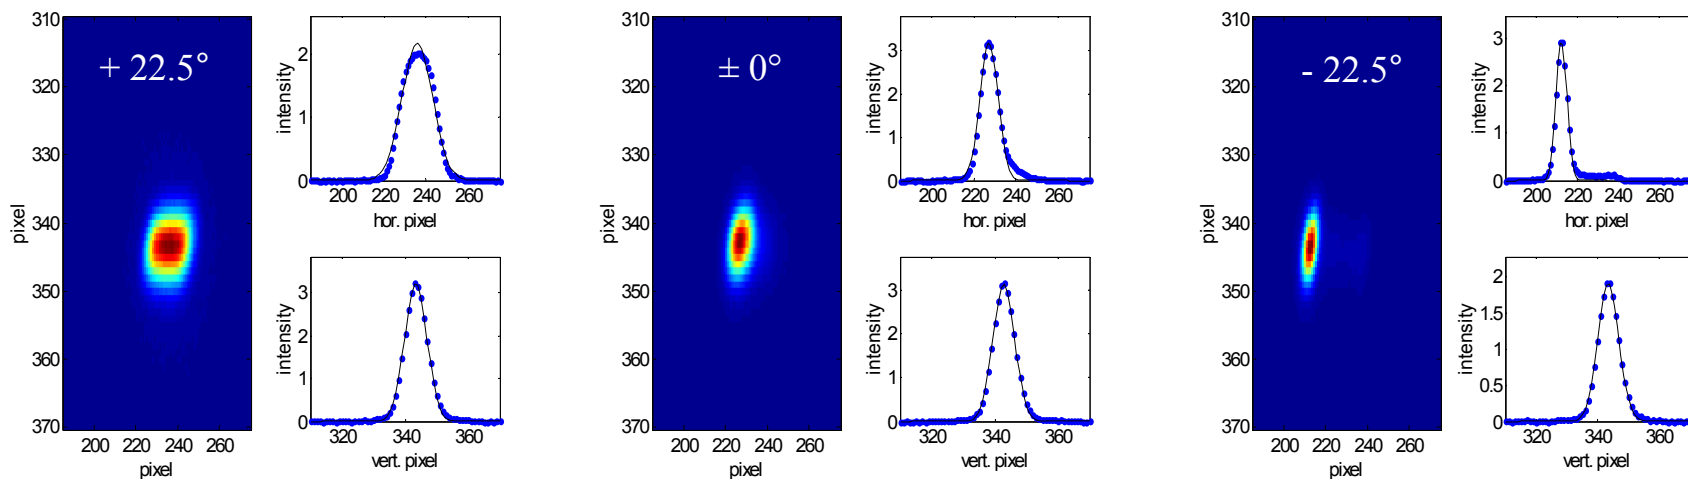 310
320
330
340
350
360
370
pixel
+ 22.5°
200 220 240 260
pixel
intensity
2
1
0
200 220 240 260
hor. pixel
intensity
3
2
1
0
320 340 360
vert. pixel
310
320
330
340
350
360
370
pixel
± 0°
200 220 240 260
pixel
intensity
3
2
1
0
200 220 240 260
hor. pixel
intensity
3
2
1
0
320 340 360
vert. pixel
310
320
330
340
350
360
370
pixel
- 22.5°
200 220 240 260
pixel
intensity
3
2
1
0
200 220 240 260
hor. pixel
intensity
2
1.5
1
0.5
0
320 340 360
vert. pixel